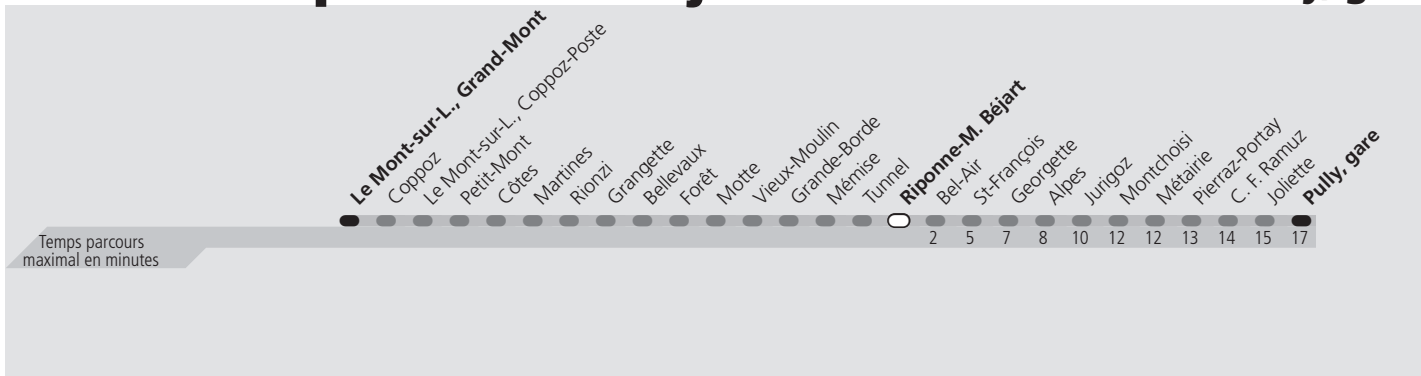 Le Mont-sur-L., Grand-Mont
Coppoz
Le Mont-sur-L., Coppoz-Poste
Petit-Mont
Côtes
Martines
Rionzi
Grangette
Bellevaux
Forêt
Motte
Vieux-Moulin
Grande-Borde
Mémise
Tunnel
Riponne-M. Béjart
Bel-Air
St-François
Georgette
Alpes
Jurigoz
Montchoisi
Métairie
Pierraz-Portay
C. F. Ramuz
Joliette
Pully, gare
Temps parcours
maximal en minutes
2 5 7 8 10 12 12 13 14 15 17